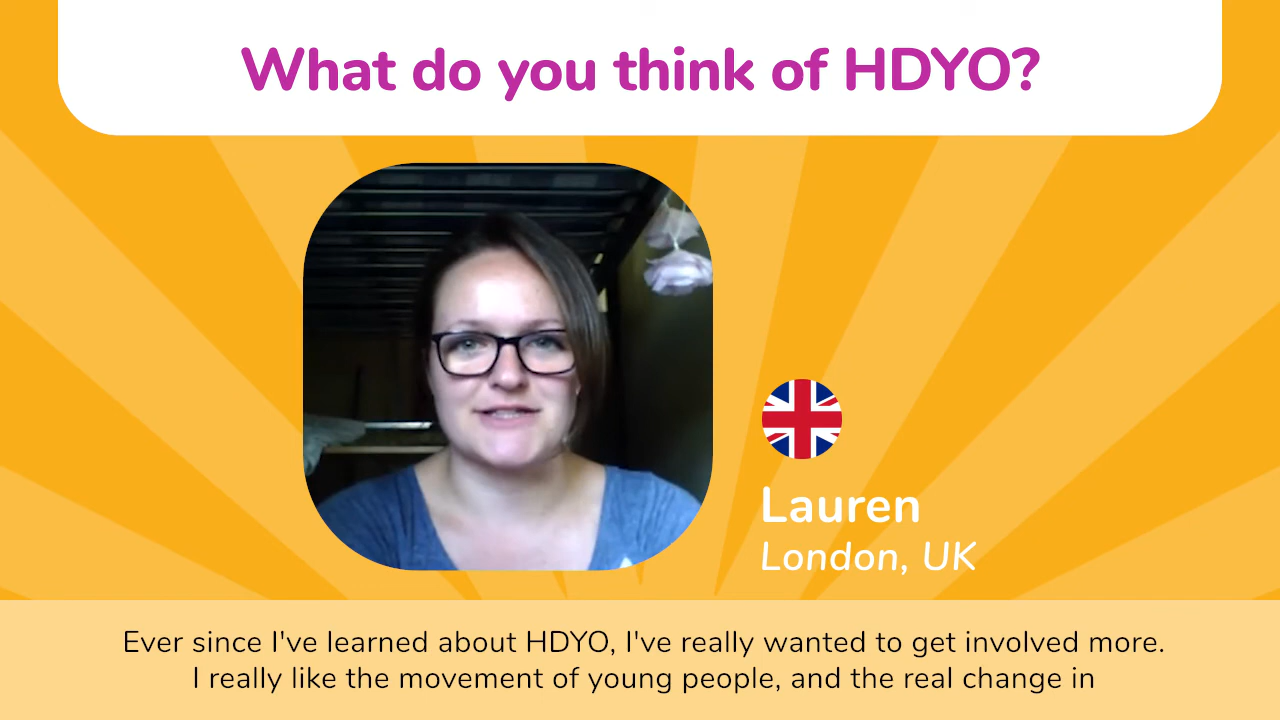 What do you think of HDYO?
Lauren
London, UK
Ever since I've learned about HDYO, I've really wanted to get involved more.
I really like the movement of young people, and the real change in